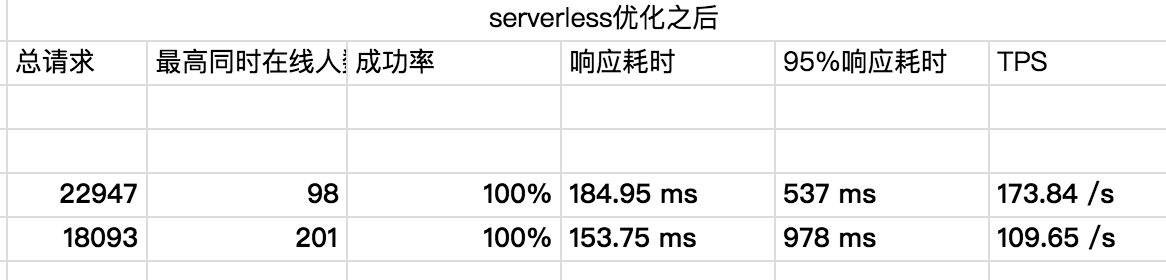 serverless优化之后
总请求 最高同时在线人 成功率 响应耗时 95%响应耗时 TPS
22947 98 100% 184.95 ms 537 ms 173.84 /s
18093 201 100% 153.75 ms 978 ms 109.65 /s